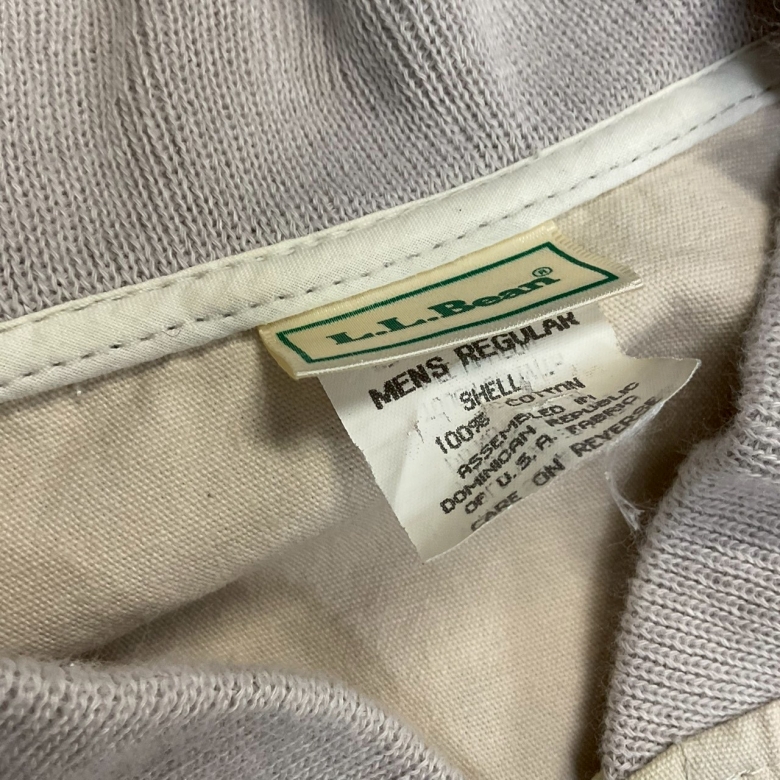 L.L.Bean®
MENS REGULAR
SHELL
100% COTTON
ASSEMBLED IN
DOMINICAN REPUBLIC
OF U.S.A. FABRIC
CARE ON REVERSE